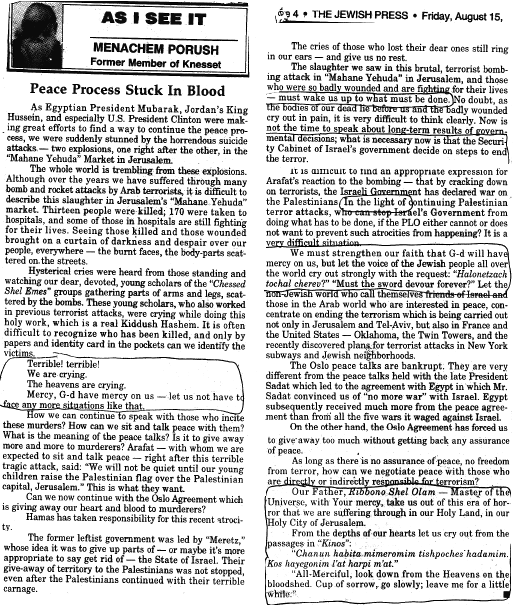 AS I SEE IT
MENACHEM PORUSH
Former Member of Knesset
Peace Process Stuck In Blood
As Egyptian President Mubarak, Jordan's King
Hussein, and especially U.S. President Clinton were mak-
ing great efforts to find a way to continue the peace pro-
cess, we were suddenly stunned by the horrendous suicide
attacks — two explosions, one right after the other, in the
"Mahane Yehuda" Market in Jerusalem.
The whole world is trembling from these explosions.
Although over the years we have suffered through many
bomb and rocket attacks by Arab terrorists, it is difficult to
describe this slaughter in Jerusalem's "Mahane Yehuda"
market. Thirteen people were killed; 170 were taken to
hospitals, and some of those in hospitals are still fighting
for their lives. Seeing those killed and those wounded
brought on a curtain of darkness and despair over our
people, everywhere — the burnt faces, the body-parts scat-
tered on the streets.
Hysterical cries were heard from those standing and
watching our dear, devoted, young scholars of the "Chessed
Shel Emes" groups gathering parts of arms and legs, scat-
tered by the bombs. These young scholars, who also worked
in previous terrorist attacks, were crying while doing this
holy work, which is a real Kiddush Hashem. It is often
difficult to recognize who has been killed, and only by
papers and identity card in the pockets can we identify the
victims.
Terrible! terrible!
We are crying.
The heavens are crying.
Mercy, G-d have mercy on us — let us not have to
face any more situations like that.
How we can continue to speak with those who incite
these murders? How can we sit and talk peace with them?
What is the meaning of the peace talks? Is it to give away
more and more to murderers? Arafat — with whom we are
expected to sit and talk peace — right after this terrible
tragic attack, said: "We will not be quiet until our young
children raise the Palestinian flag over the Palestinian
capital, Jerusalem." This is what they want.
Can we now continue with the Oslo Agreement which
is giving away our heart and blood to murderers?
Hamas has taken responsibility for this recent atroci-
ty.
The former leftist government was led by "Meretz,"
whose idea it was to give up parts of — or maybe it's more
appropriate to say get rid of — the State of Israel. Their
give-away of territory to the Palestinians was not stopped,
even after the Palestinians continued with their terrible
carnage.
4 • THE JEWISH PRESS • Friday, August 15,
The cries of those who lost their dear ones still ring
in our ears — and give us no rest.
The slaughter we saw in this brutal, terrorist bomb-
ing attack in "Mahane Yehuda" in Jerusalem, and those
who were so badly wounded and are fighting for their lives
— must wake us up to what must be done. No doubt, as
the bodies of our dead lie before us and the badly wounded
cry out in pain, it is very difficult to think clearly. Now is
not the time to speak about long-term results of govern-
mental decisions; what is necessary now is that the Securi-
ty Cabinet of Israel's government decide on steps to end
the terror.
It is difficult to find an appropriate expression for
Arafat's reaction to the bombing — that by cracking down
on terrorists, the Israeli Government has declared war on
the Palestinians. In the light of continuing Palestinian
terror attacks, who can stop Israel's Government from
doing what has to be done, if the PLO either cannot or does
not want to prevent such atrocities from happening? It is a
very difficult situation.
We must strengthen our faith that G-d will have
mercy on us, but let the voice of the Jewish people all over
the world cry out strongly with the request: "Halonetzach
tochal cherev?" "Must the sword devour forever?" Let the
non-Jewish world who call themselves friends of Israel and
those in the Arab world who are interested in peace, con-
centrate on ending the terrorism which is being carried out
not only in Jerusalem and Tel-Aviv, but also in France and
the United States — Oklahoma, the Twin Towers, and the
recently discovered plans for terrorist attacks in New York
subways and Jewish neighborhoods.
The Oslo peace talks are bankrupt. They are very
different from the peace talks held with the late President
Sadat which led to the agreement with Egypt in which Mr.
Sadat convinced us of "no more war" with Israel. Egypt
subsequently received much more from the peace agree-
ment than from all the five wars it waged against Israel.
On the other hand, the Oslo Agreement has forced us
to give away too much without getting back any assurance
of peace.
As long as there is no assurance of peace, no freedom
from terror, how can we negotiate peace with those who
are directly or indirectly responsible for terrorism?
Our Father, Ribbono Shel Olam — Master of the
Universe, with Your mercy, take us out of this era of hor-
ror that we are suffering through in our Holy Land, in our
Holy City of Jerusalem.
From the depths of our hearts let us cry out from the
passages in "Kinos":
"Chanun habita mimeromim tishpoches hadamim.
Kos hayegonim l'at harpi m'at."
"All-Merciful, look down from the Heavens on the
bloodshed. Cup of sorrow, go slowly; leave me for a little
while."